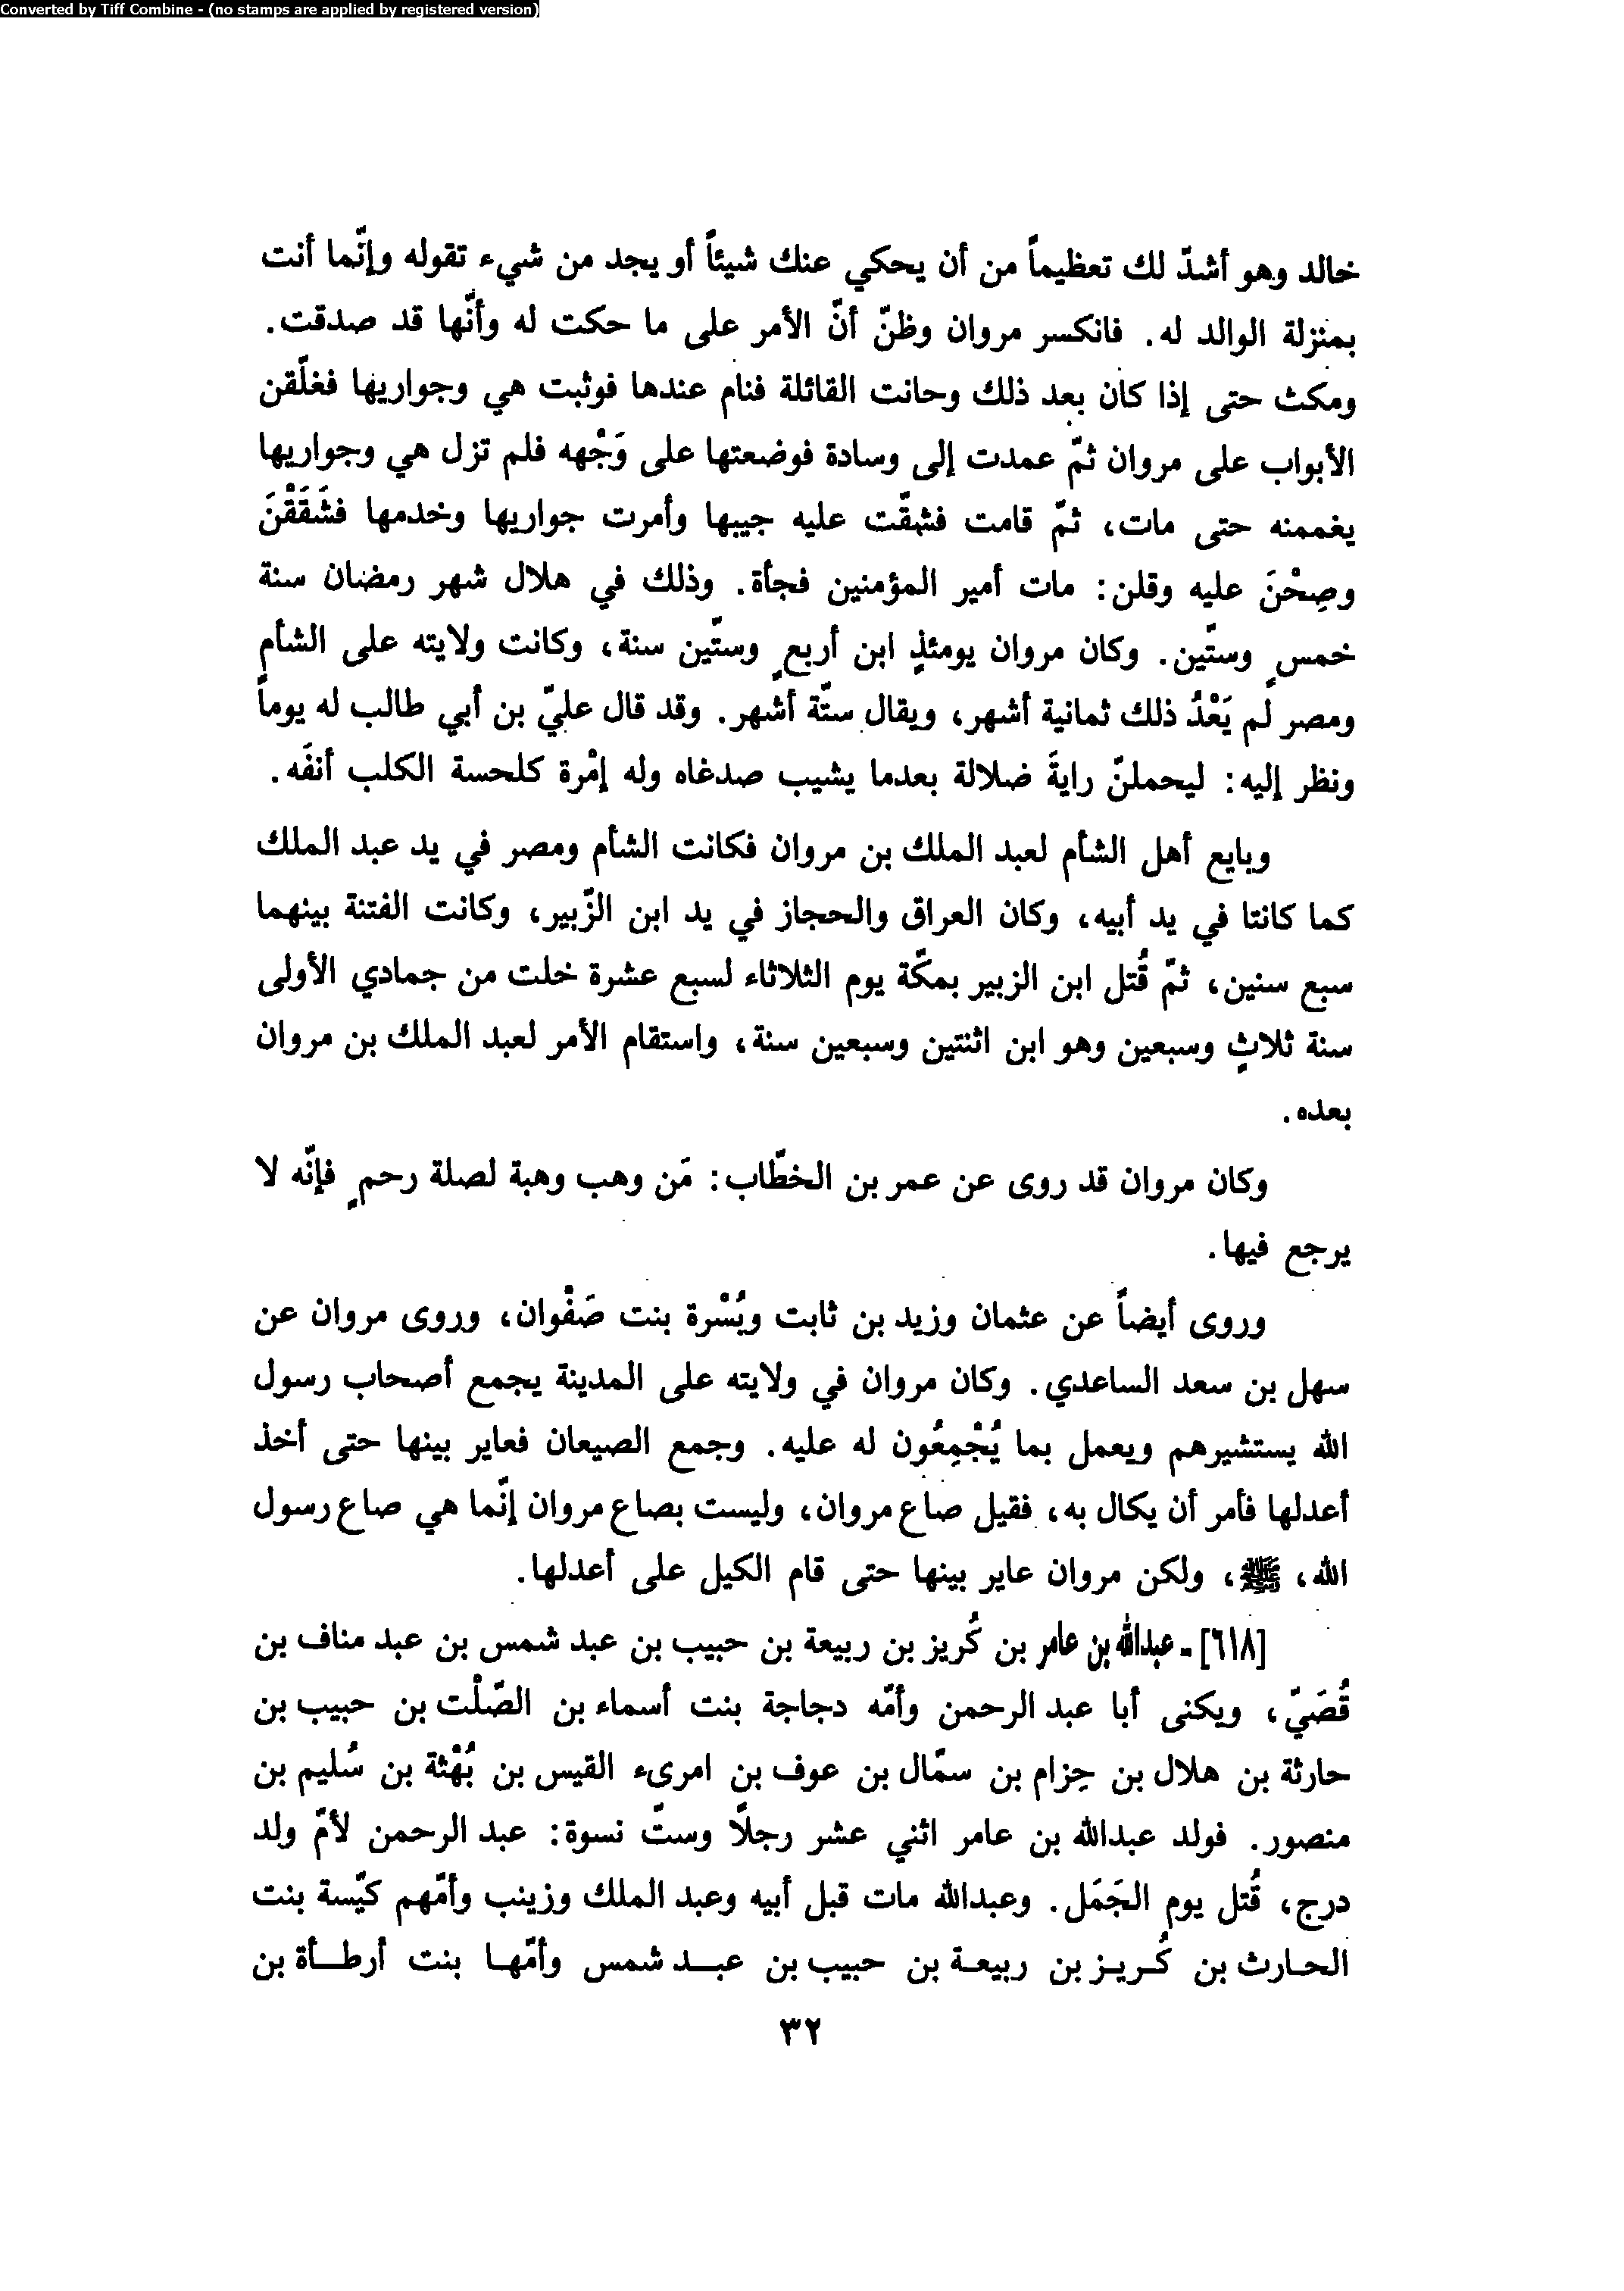 Converted by Tiff Combine - (no stamps are applied by registered version)
خالد وهو أشدّ لك تعظيماً من أن يحكي عنك شيئاً أو يجد من شيء تقوله وإنّما أنت
بمنزلة الوالد له. فانكسر مروان وظنّ أنّ الأمر على ما حكت له وأنّها قد صدقت.
ومكث حتى إذا كان بعد ذلك وحانت القائلة فنام عندها فوثبت هي وجواريها فغلّقن
الأبواب على مروان ثمّ عمدت إلى وسادة فوضعتها على وَجْهه فلم تزل هي وجواريها
يغممنه حتى مات، ثمّ قامت فشقّت عليه جيبها وأمرت جواريها وخدمها فشَقَقْنَ
وصِحْنَ عليه وقلن: مات أمير المؤمنين فجأة. وذلك في هلال شهر رمضان سنة
خمسٍ وستّين. وكان مروان يومئذٍ ابن أربعٍ وستّين سنة، وكانت ولايته على الشأم
ومصر لم يَعْدُ ذلك ثمانية أشهر، ويقال ستّة أشهر. وقد قال عليّ بن أبي طالب له يوماً
ونظر إليه: ليحملنّ رايةَ ضلالة بعدما يشيب صدغاه وله إمْرة كلحسة الكلب أنفَه.
وبايع أهل الشأم لعبد الملك بن مروان فكانت الشأم ومصر في يد عبد الملك
كما كانتا في يد أبيه، وكان العراق والحجاز في يد ابن الزّبير، وكانت الفتنة بينهما
سبع سنين، ثمّ قُتل ابن الزبير بمكّة يوم الثلاثاء لسبع عشرة خلت من جمادي الأولى
سنة ثلاثٍ وسبعين وهو ابن اثنتين وسبعين سنة، واستقام الأمر لعبد الملك بن مروان
بعده.
وكان مروان قد روى عن عمر بن الخطّاب: مَن وهب وهبة لصلة رحمٍ فإنّه لا
يرجع فيها.
وروى أيضاً عن عثمان وزيد بن ثابت وبُسْرة بنت صَفْوان، وروى مروان عن
سهل بن سعد الساعدي. وكان مروان في ولايته على المدينة يجمع أصحاب رسول
الله يستشيرهم ويعمل بما يُجْمِعُون له عليه. وجمع الصيعان فعاير بينها حتى أخذ
أعدلها فأمر أن يكال به، فقيل صاع مروان، وليست بصاع مروان إنّما هي صاع رسول
الله، ﷺ، ولكن مروان عاير بينها حتى قام الكيل على أعدلها.
[٦١٨] - عبدالله بن عامر بن كُريز بن ربيعة بن حبيب بن عبد شمس بن عبد مناف بن
قُصَيّ، ويكنى أبا عبد الرحمن وأمّه دجاجة بنت أسماء بن الصّلْت بن حبيب بن
حارثة بن هلال بن حِزام بن سمّال بن عوف بن امرىء القيس بن بُهْثة بن سُليم بن
منصور. فولد عبدالله بن عامر اثني عشر رجلاً وستّ نسوة: عبد الرحمن لأمّ ولد
درج، قُتل يوم الجَمَل. وعبدالله مات قبل أبيه وعبد الملك وزينب وأمّهم كيّسة بنت
الحارث بن كُريز بن ربيعة بن حبيب بن عبد شمس وأمّها بنت أرطأة بن
٣٢